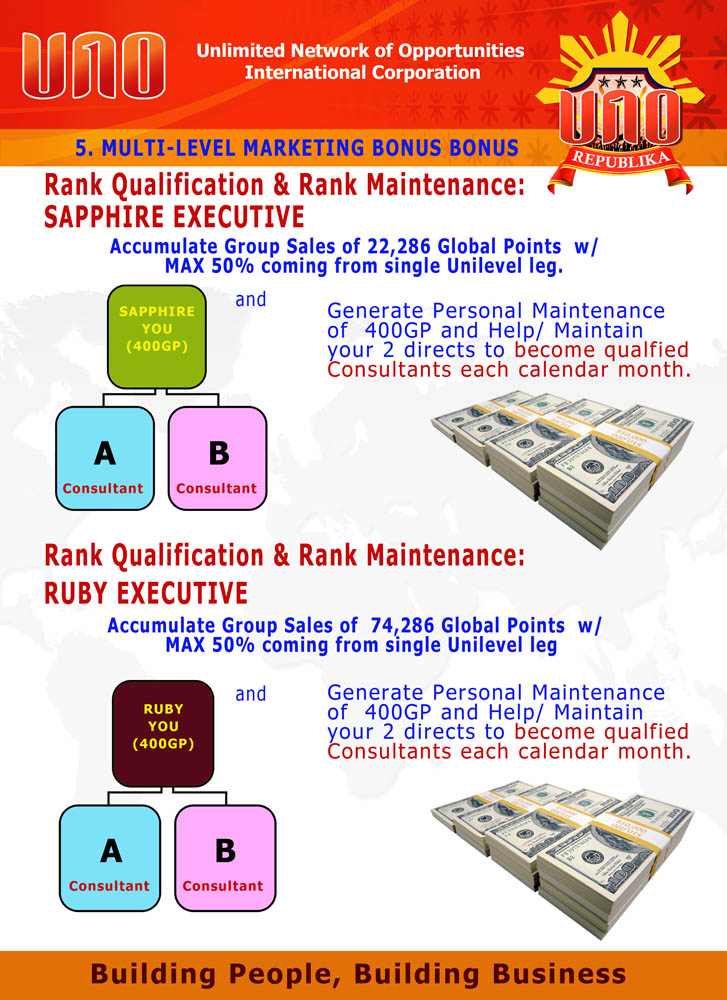 UNO
Unlimited Network of Opportunities
International Corporation
UNO
REPUBLIKA
5. MULTI-LEVEL MARKETING BONUS BONUS
Rank Qualification & Rank Maintenance:
SAPPHIRE EXECUTIVE
Accumulate Group Sales of 22,286 Global Points w/
MAX 50% coming from single Unilevel leg.
and
SAPPHIRE
YOU
(400GP)
Generate Personal Maintenance
of 400GP and Help/ Maintain
your 2 directs to become qualfied
Consultants each calendar month.
A
Consultant
B
Consultant
$10,000
Rank Qualification & Rank Maintenance:
RUBY EXECUTIVE
Accumulate Group Sales of 74,286 Global Points w/
MAX 50% coming from single Unilevel leg
and
RUBY
YOU
(400GP)
Generate Personal Maintenance
of 400GP and Help/ Maintain
your 2 directs to become qualfied
Consultants each calendar month.
A
Consultant
B
Consultant
$10,000
Building People, Building Business